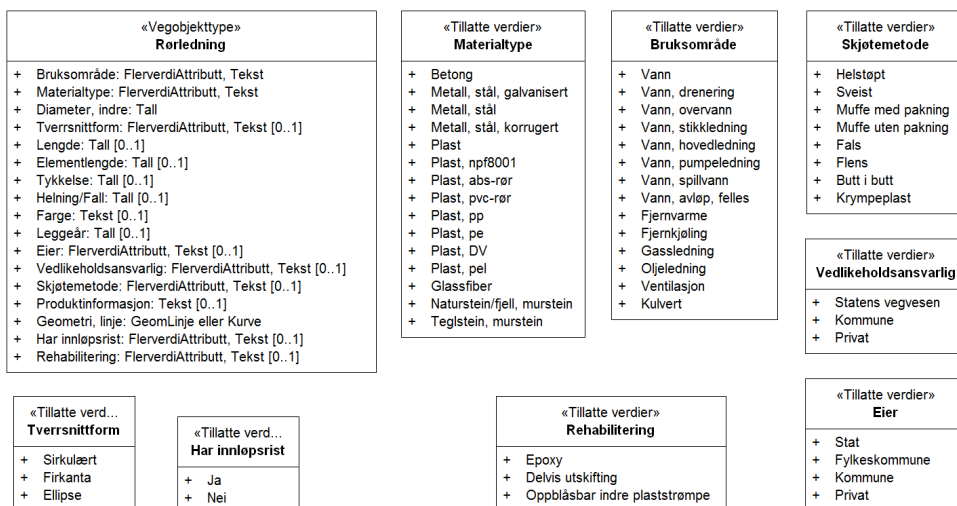 «Vegobjekttype»
Rørledning
+ Bruksområde: FlerverdiAttributt, Tekst
+ Materialtype: FlerverdiAttributt, Tekst
+ Diameter, indre: Tall
+ Tverrsnittform: FlerverdiAttributt, Tekst [0..1]
+ Lengde: Tall [0..1]
+ Elementlengde: Tall [0..1]
+ Tykkelse: Tall [0..1]
+ Helning/Fall: Tall [0..1]
+ Farge: Tekst [0..1]
+ Leggeår: Tall [0..1]
+ Eier: FlerverdiAttributt, Tekst [0..1]
+ Vedlikeholdsansvarlig: FlerverdiAttributt, Tekst [0..1]
+ Skjøtemetode: FlerverdiAttributt, Tekst [0..1]
+ Produktinformasjon: Tekst [0..1]
+ Geometri, linje: GeomLinje eller Kurve
+ Har innløpsrist: FlerverdiAttributt, Tekst [0..1]
+ Rehabilitering: FlerverdiAttributt, Tekst [0..1]
«Tillatte verdier»
Materialtype
+ Betong
+ Metall, stål, galvanisert
+ Metall, stål
+ Metall, stål, korrugert
+ Plast
+ Plast, npf8001
+ Plast, abs-rør
+ Plast, pvc-rør
+ Plast, pp
+ Plast, pe
+ Plast, DV
+ Plast, pel
+ Glassfiber
+ Naturstein/fjell, murstein
+ Teglstein, murstein
«Tillatte verdier»
Bruksområde
+ Vann
+ Vann, drenering
+ Vann, overvann
+ Vann, stikkledning
+ Vann, hovedledning
+ Vann, pumpeledning
+ Vann, spillvann
+ Vann, avløp, felles
+ Fjernvarme
+ Fjernkjøling
+ Gassledning
+ Oljeledning
+ Ventilasjon
+ Kulvert
«Tillatte verdier»
Skjøtemetode
+ Helstøpt
+ Sveist
+ Muffe med pakning
+ Muffe uten pakning
+ Fals
+ Flens
+ Butt i butt
+ Krympeplast
«Tillatte verdier»
Vedlikeholdsansvarlig
+ Statens vegvesen
+ Kommune
+ Privat
«Tillatte verd...
Tverrsnittform
+ Sirkulært
+ Firkanta
+ Ellipse
«Tillatte verd...
Har innløpsrist
+ Ja
+ Nei
«Tillatte verdier»
Rehabilitering
+ Epoxy
+ Delvis utskifting
+ Oppblåsbar indre plaststrømpe
«Tillatte verdier»
Eier
+ Stat
+ Fylkeskommune
+ Kommune
+ Privat